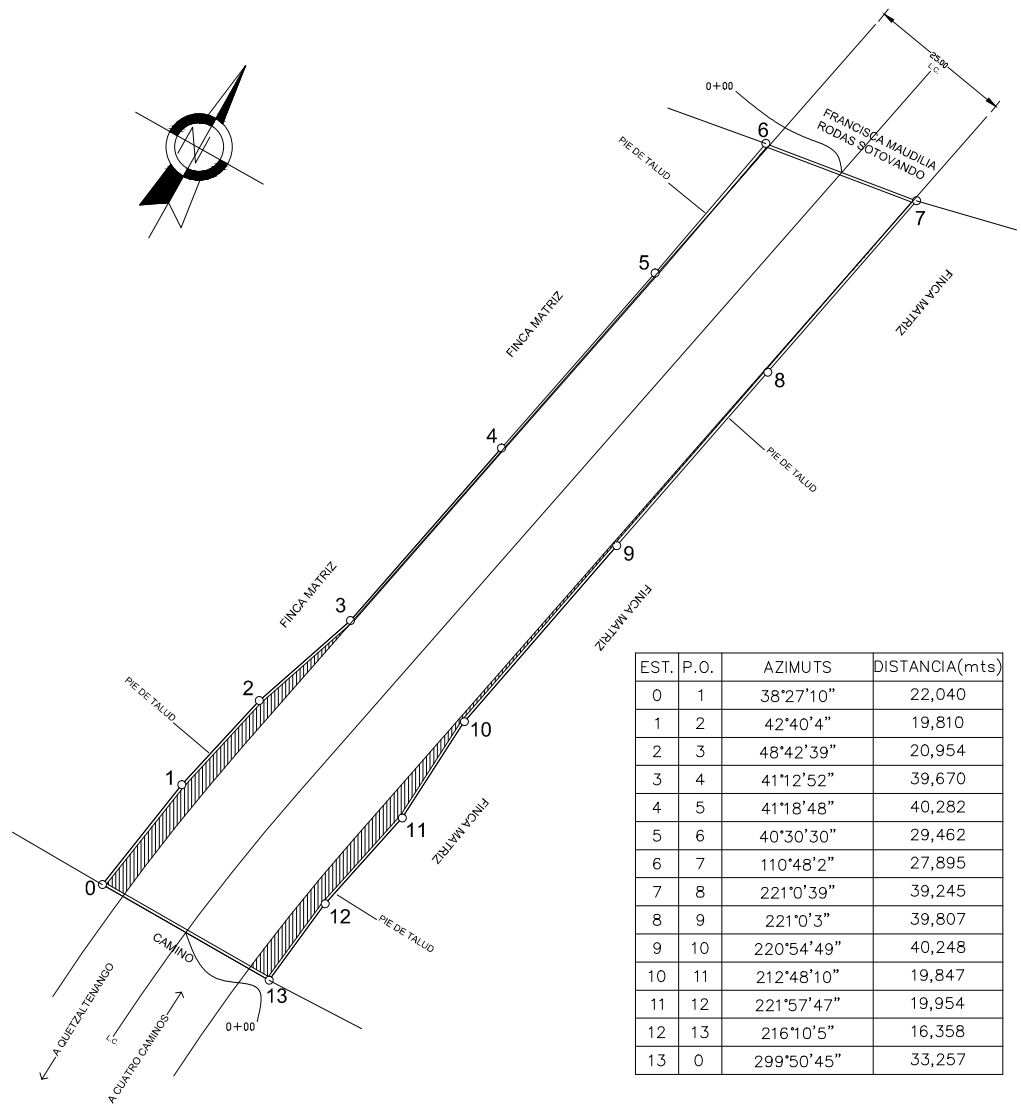 25.00
L.C.
0+00
FRANCISCA MAUDILIA
RODAS SOTOVANDO
6
7
PIE DE TALUD
N
5
FINCA MATRIZ
FINCA MATRIZ
8
4
PIE DE TALUD
9
FINCA MATRIZ
3
FINCA MATRIZ
2
PIE DE TALUD
10
1
11
FINCA MATRIZ
0
12
PIE DE TALUD
CAMINO
13
0+00
A QUETZALTENANGO
L.C.
A CUATRO CAMINOS
EST. P.O. AZIMUTS DISTANCIA(mts)
0 1 38°27'10” 22,040
1 2 42°40'4” 19,810
2 3 48°42'39” 20,954
3 4 41°12'52” 39,670
4 5 41°18'48” 40,282
5 6 40°30'30” 29,462
6 7 110°48'2” 27,895
7 8 221°0'39” 39,245
8 9 221°0'3” 39,807
9 10 220°54'49” 40,248
10 11 212°48'10” 19,847
11 12 221°57'47” 19,954
12 13 216°10'5” 16,358
13 0 299°50'45” 33,257